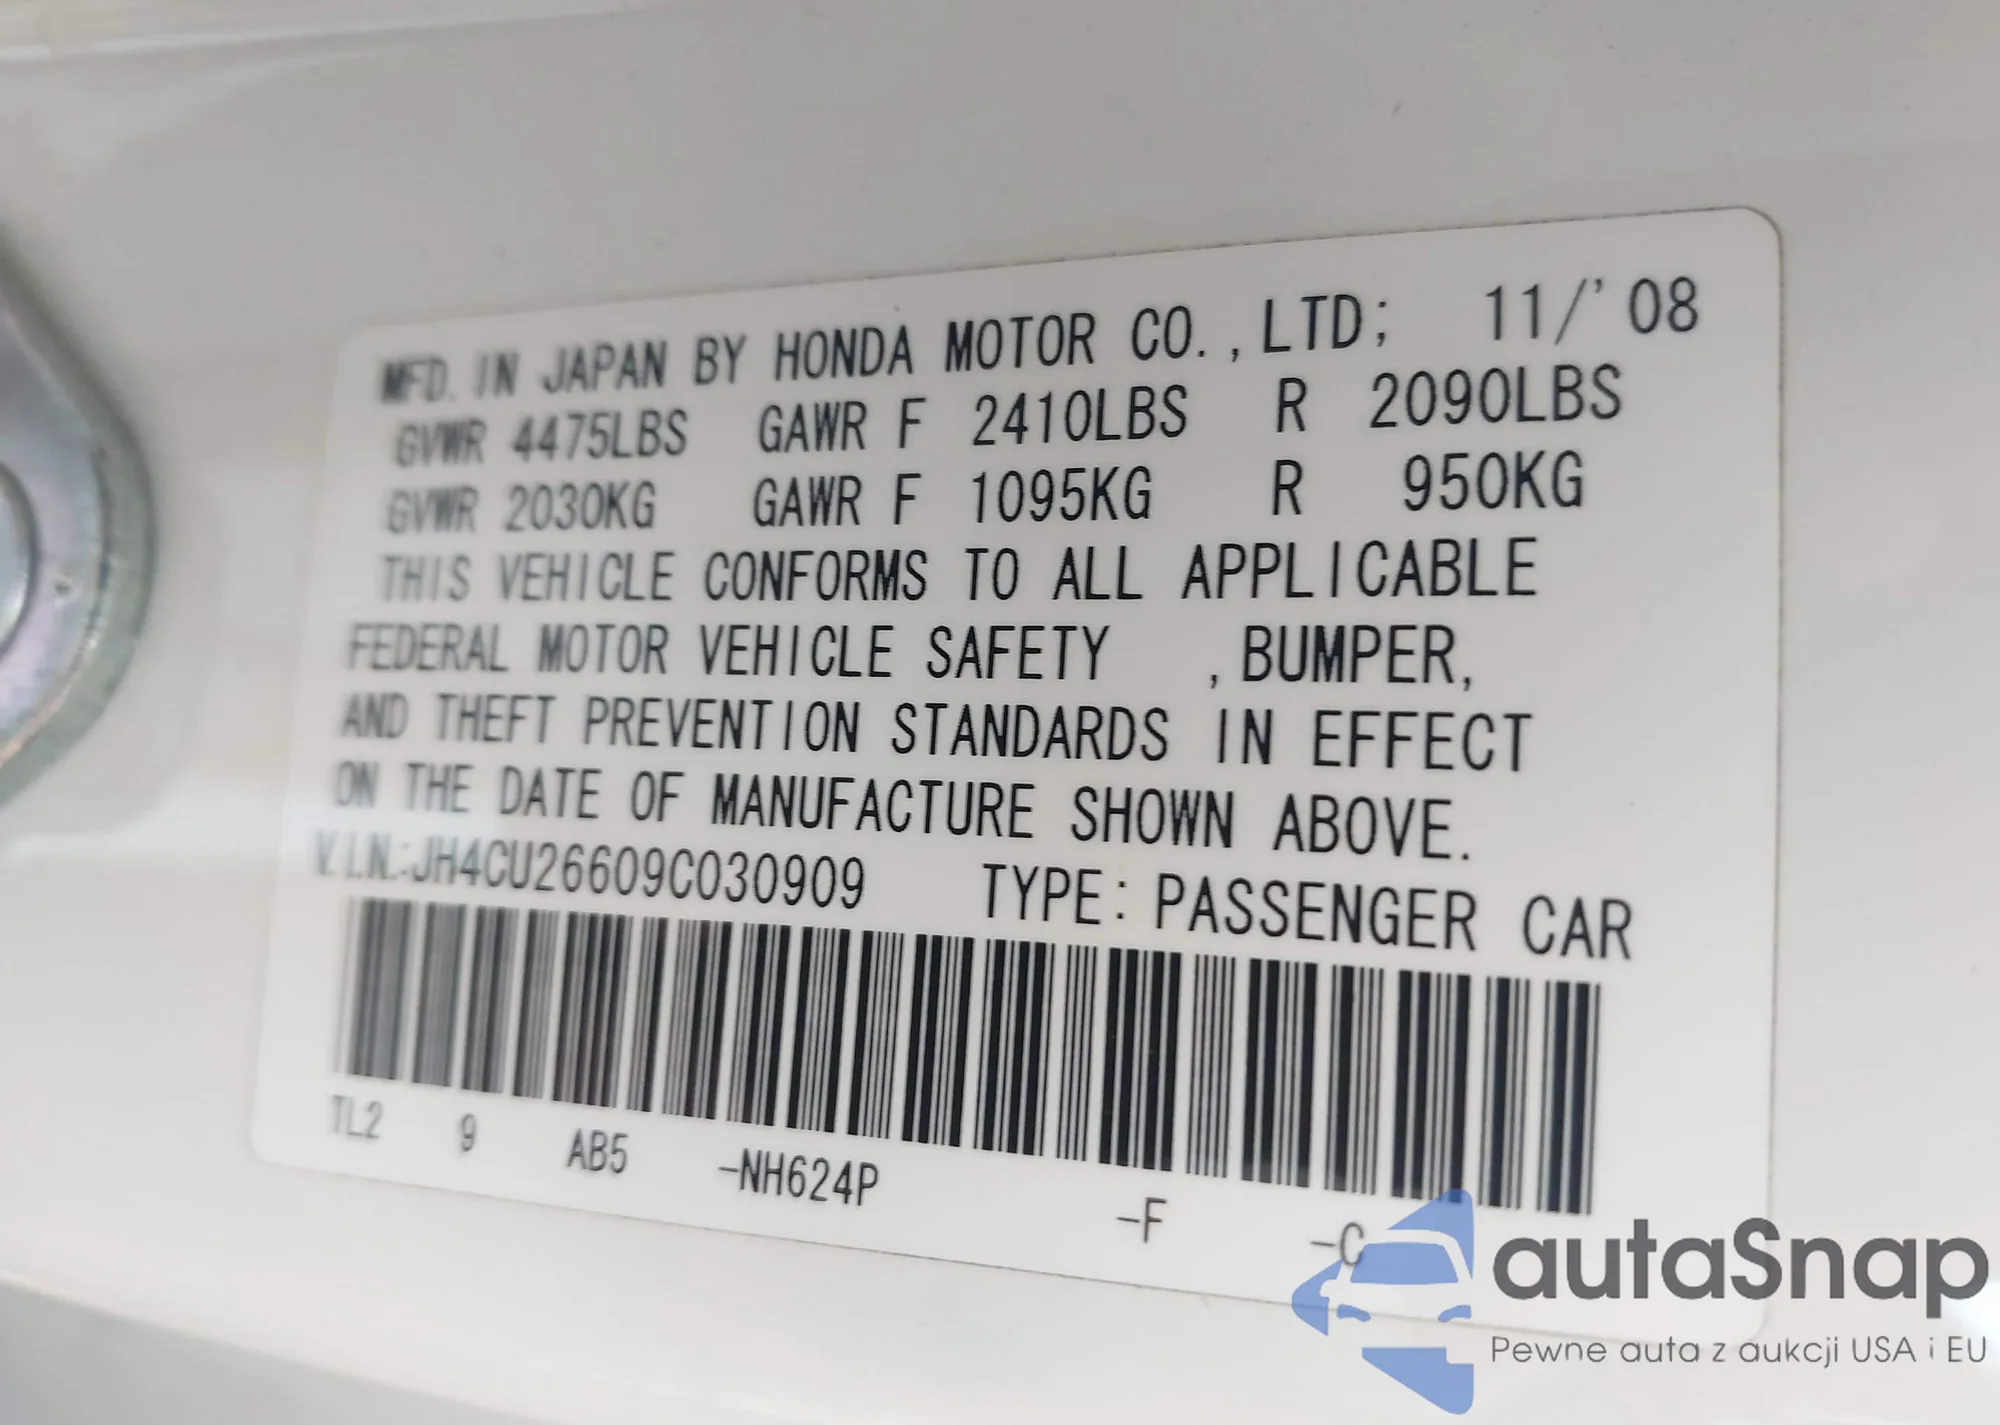 MFD. IN JAPAN BY HONDA MOTOR CO.,LTD; 11/'08
GVWR 4475LBS GAWR F 2410LBS R 2090LBS
GVWR 2030KG GAWR F 1095KG R 950KG
THIS VEHICLE CONFORMS TO ALL APPLICABLE
FEDERAL MOTOR VEHICLE SAFETY ,BUMPER,
AND THEFT PREVENTION STANDARDS IN EFFECT
ON THE DATE OF MANUFACTURE SHOWN ABOVE.
V.I.N.:JH4CU26609C030909 TYPE: PASSENGER CAR
TL2 9 AB5 -NH624P -F -C
autaSnap
Pewne auta z aukcji USA i EU